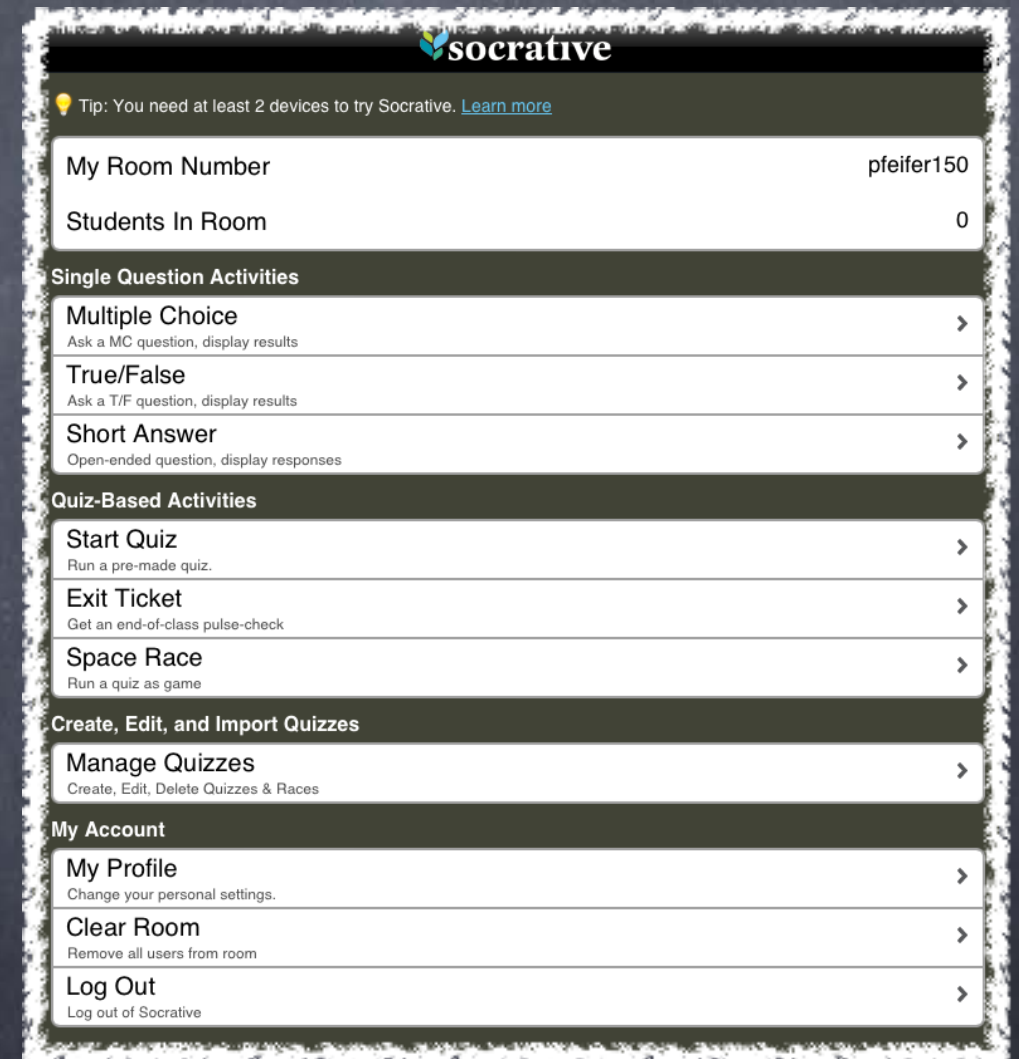 socrative
Tip: You need at least 2 devices to try Socrative. Learn more
My Room Number pfeifer150
Students In Room 0
Single Question Activities
Multiple Choice
Ask a MC question, display results
True/False
Ask a T/F question, display results
Short Answer
Open-ended question, display responses
Quiz-Based Activities
Start Quiz
Run a pre-made quiz.
Exit Ticket
Get an end-of-class pulse-check
Space Race
Run a quiz as game
Create, Edit, and Import Quizzes
Manage Quizzes
Create, Edit, Delete Quizzes & Races
My Account
My Profile
Change your personal settings.
Clear Room
Remove all users from room
Log Out
Log out of Socrative